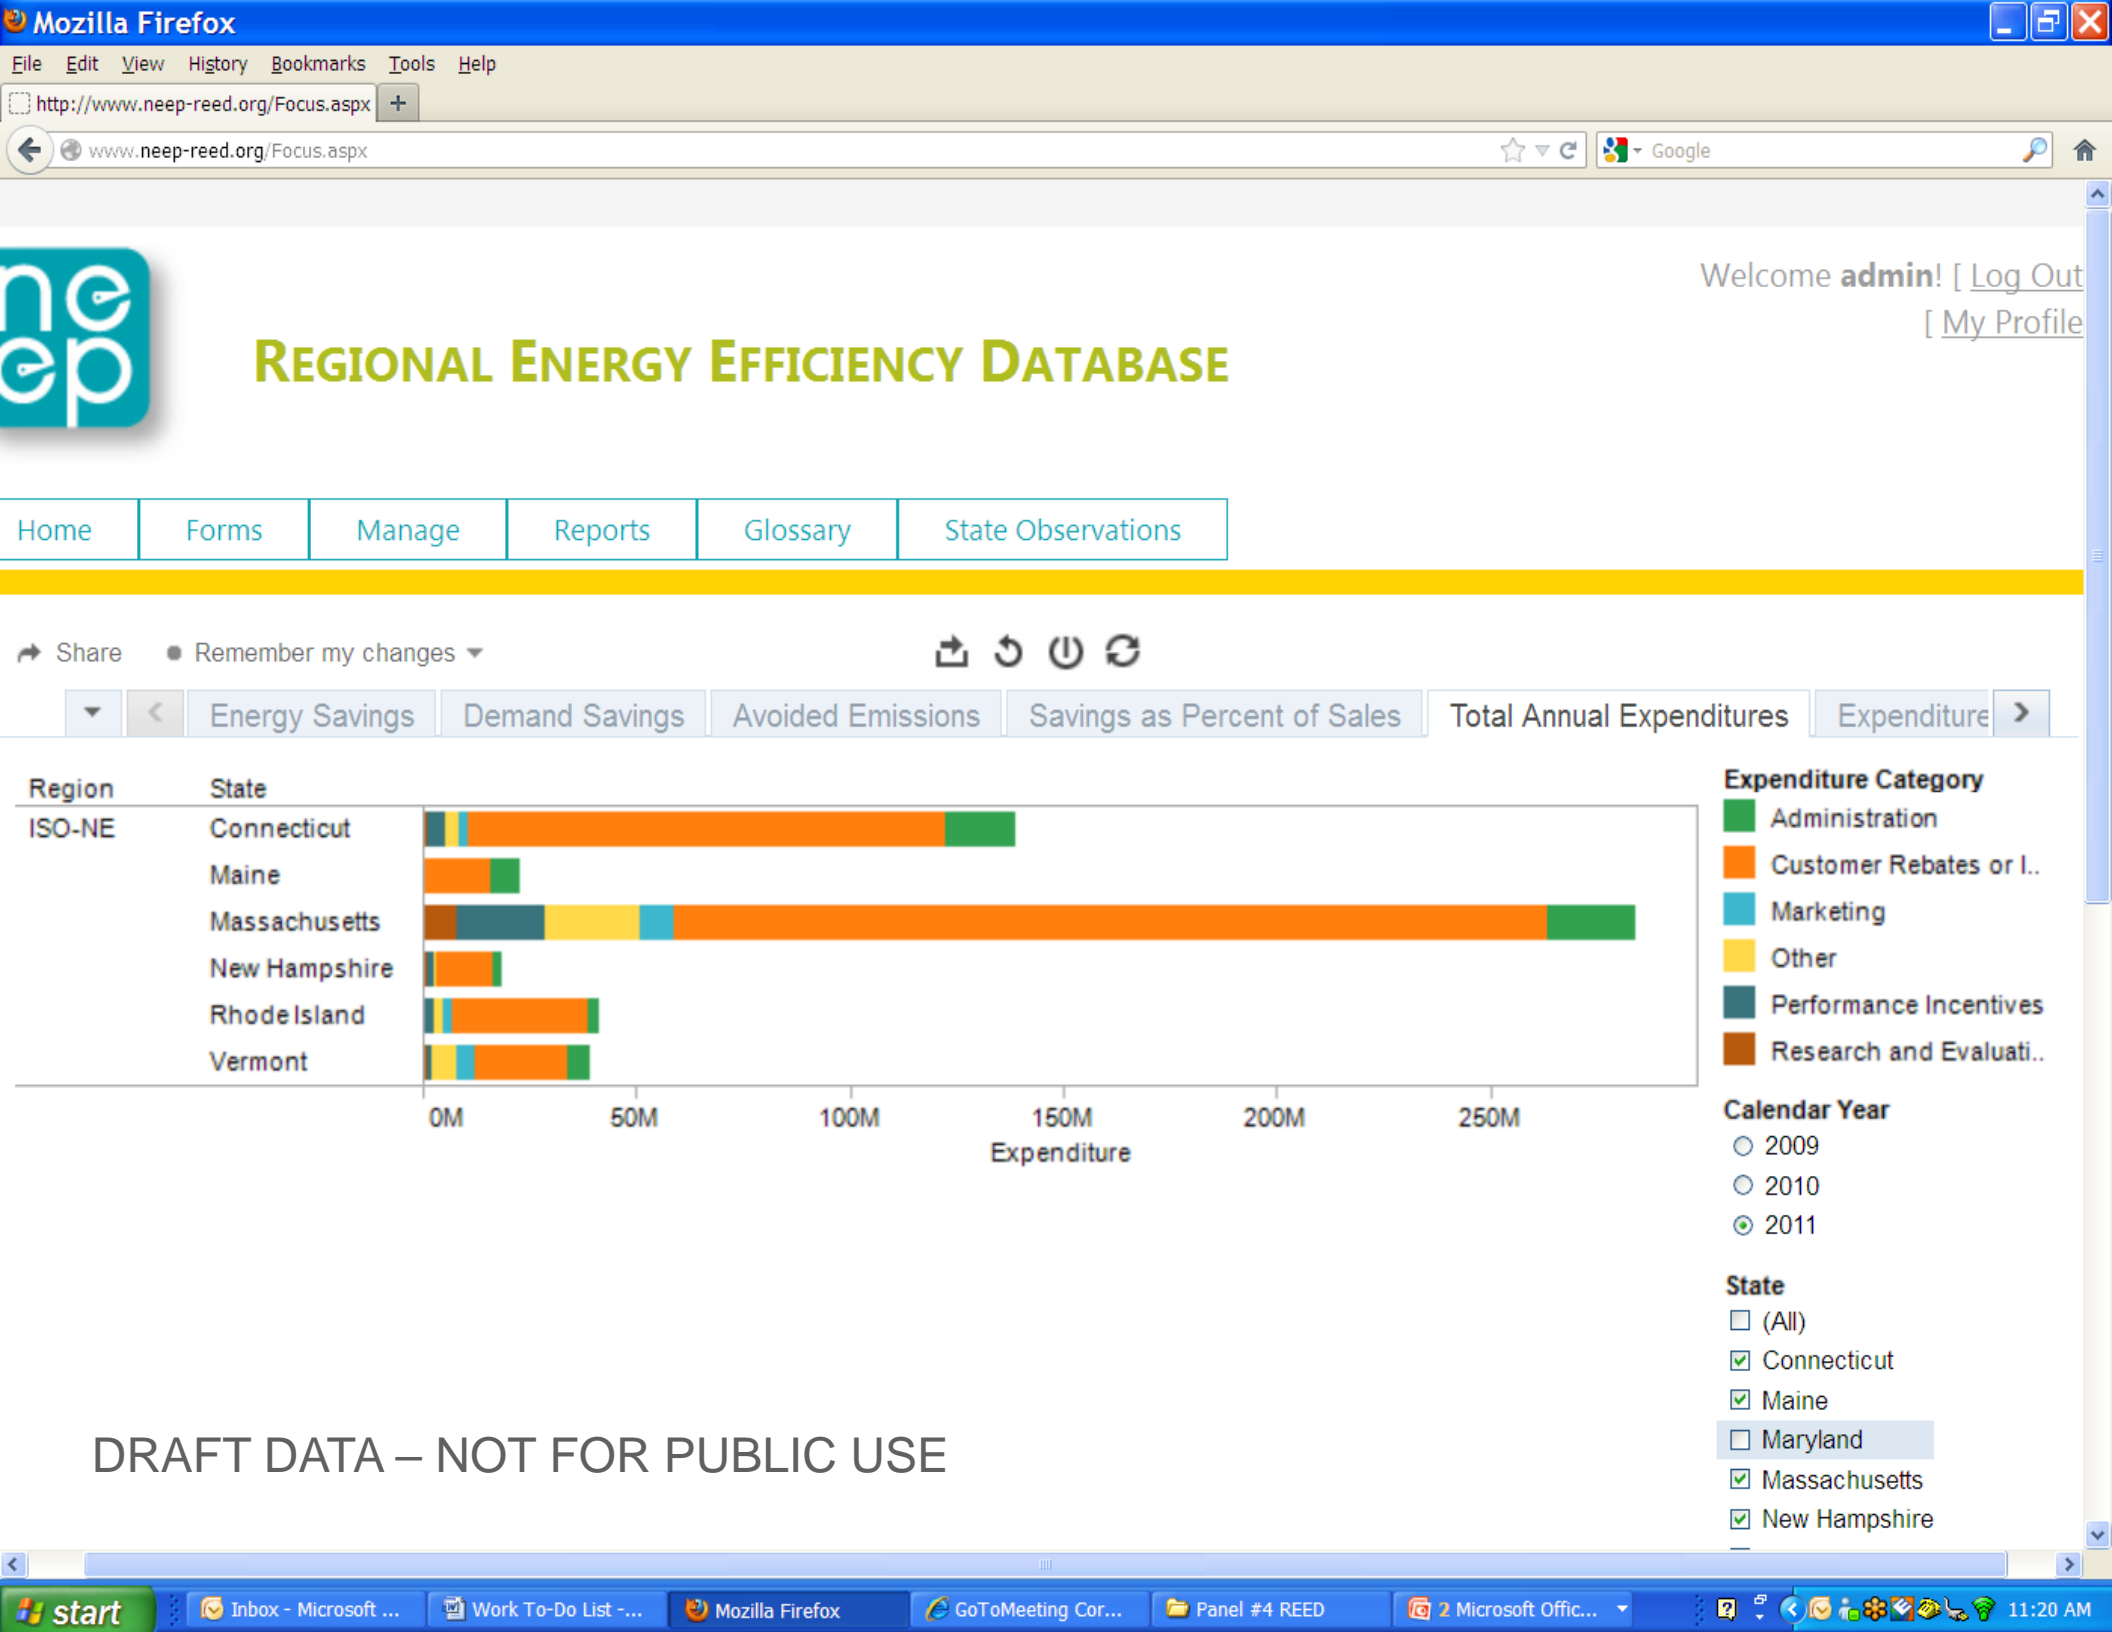 Mozilla Firefox
File Edit View History Bookmarks Tools Help
http://www.neep-reed.org/Focus.aspx +
www.neep-reed.org/Focus.aspx
Google
ne
ep
Welcome admin! [ Log Out
[ My Profile
REGIONAL ENERGY EFFICIENCY DATABASE
Home Forms Manage Reports Glossary State Observations
Share Remember my changes
Energy Savings Demand Savings Avoided Emissions Savings as Percent of Sales Total Annual Expenditures Expenditure
Region State
ISO-NE Connecticut
Maine
Massachusetts
New Hampshire
Rhode Island
Vermont
0M 50M 100M 150M 200M 250M
Expenditure
Expenditure Category
Administration
Customer Rebates or I..
Marketing
Other
Performance Incentives
Research and Evaluati..
Calendar Year
2009
2010
2011
State
(All)
Connecticut
Maine
Maryland
Massachusetts
New Hampshire
DRAFT DATA – NOT FOR PUBLIC USE
start Inbox - Microsoft ... Work To-Do List -... Mozilla Firefox GoToMeeting Cor... Panel #4 REED 2 Microsoft Offic... 11:20 AM